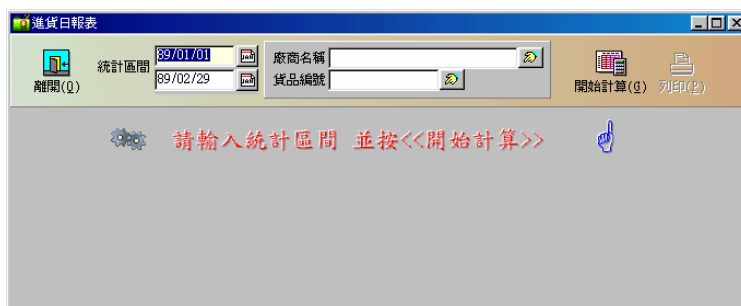 進貨日報表
離開(Q)
統計區間 89/01/01
89/02/29
廠商名稱
貨品編號
開始計算(G)
列印(P)
請輸入統計區間 並按<<開始計算>>